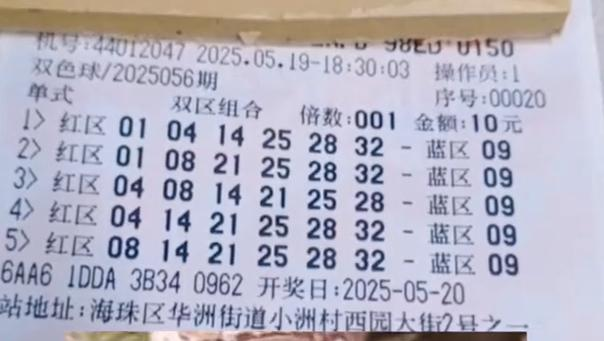 机号:44012047 2025.05.19-18:30:03 操作员:1
双色球/2025056期 序号:00020
单式 双区组合 倍数:001 金额:10元
1> 红区 01 04 14 25 28 32 - 蓝区 09
2> 红区 01 08 21 25 28 32 - 蓝区 09
3> 红区 04 08 14 21 25 28 - 蓝区 09
4> 红区 04 14 21 25 28 32 - 蓝区 09
5> 红区 08 14 21 25 28 32 - 蓝区 09
6AA6 1DDA 3B34 0962 开奖日:2025-05-20
站地址:海珠区华洲街道小洲村西园大街2号之一